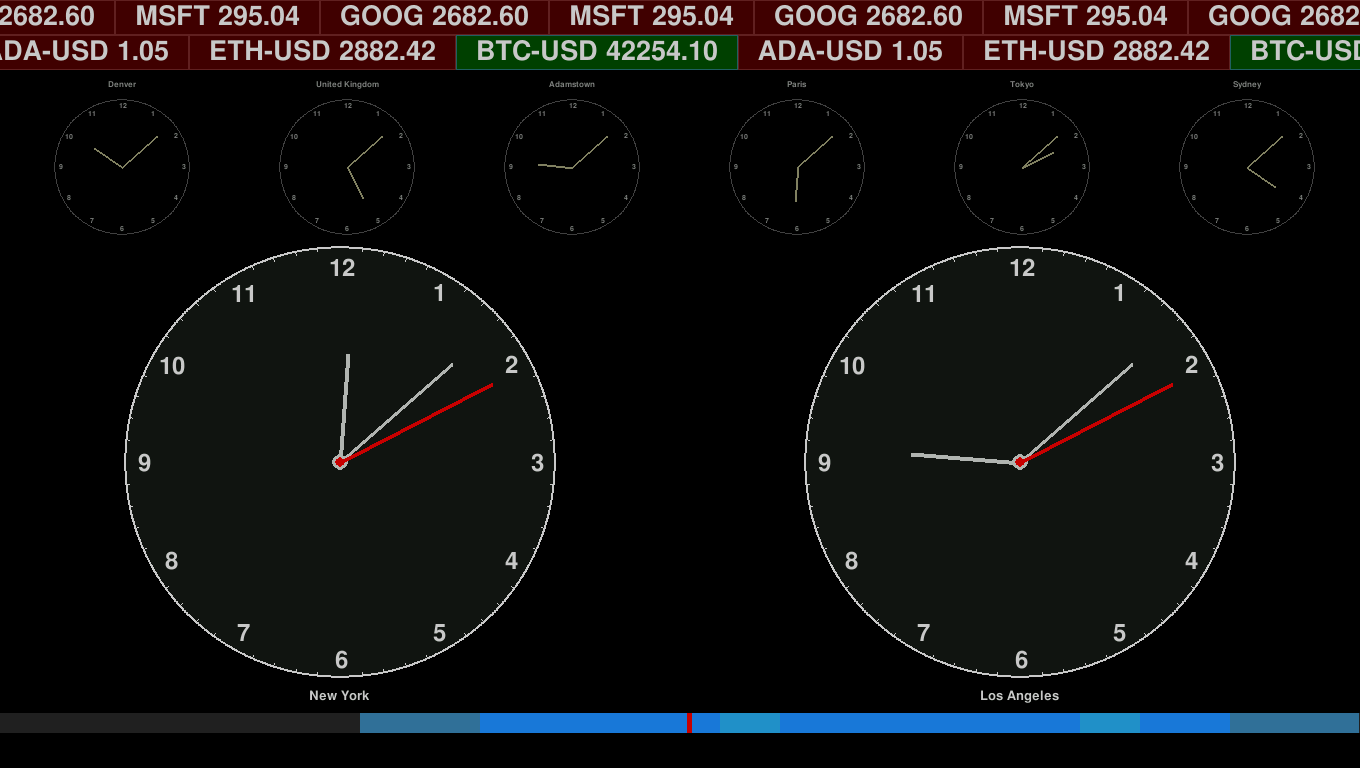 2682.60 MSFT 295.04 GOOG 2682.60 MSFT 295.04 GOOG 2682.60 MSFT 295.04 GOOG 2682
ADA-USD 1.05 ETH-USD 2882.42 BTC-USD 42254.10 ADA-USD 1.05 ETH-USD 2882.42 BTC-USD
Denver United Kingdom Adamstown Paris Tokyo Sydney
12 12 12 12 12 12
11 1 11 1 11 1 11 1 11 1 11 1
10 2 10 2 10 2 10 2 10 2 10 2
9 3 9 3 9 3 9 3 9 3 9 3
8 4 8 4 8 4 8 4 8 4 8 4
7 5 7 5 7 5 7 5 7 5 7 5
6 6 6 6 6 6
12 12
11 1 11 1
10 2 10 2
9 3 9 3
8 4 8 4
7 5 7 5
6 6
New York Los Angeles